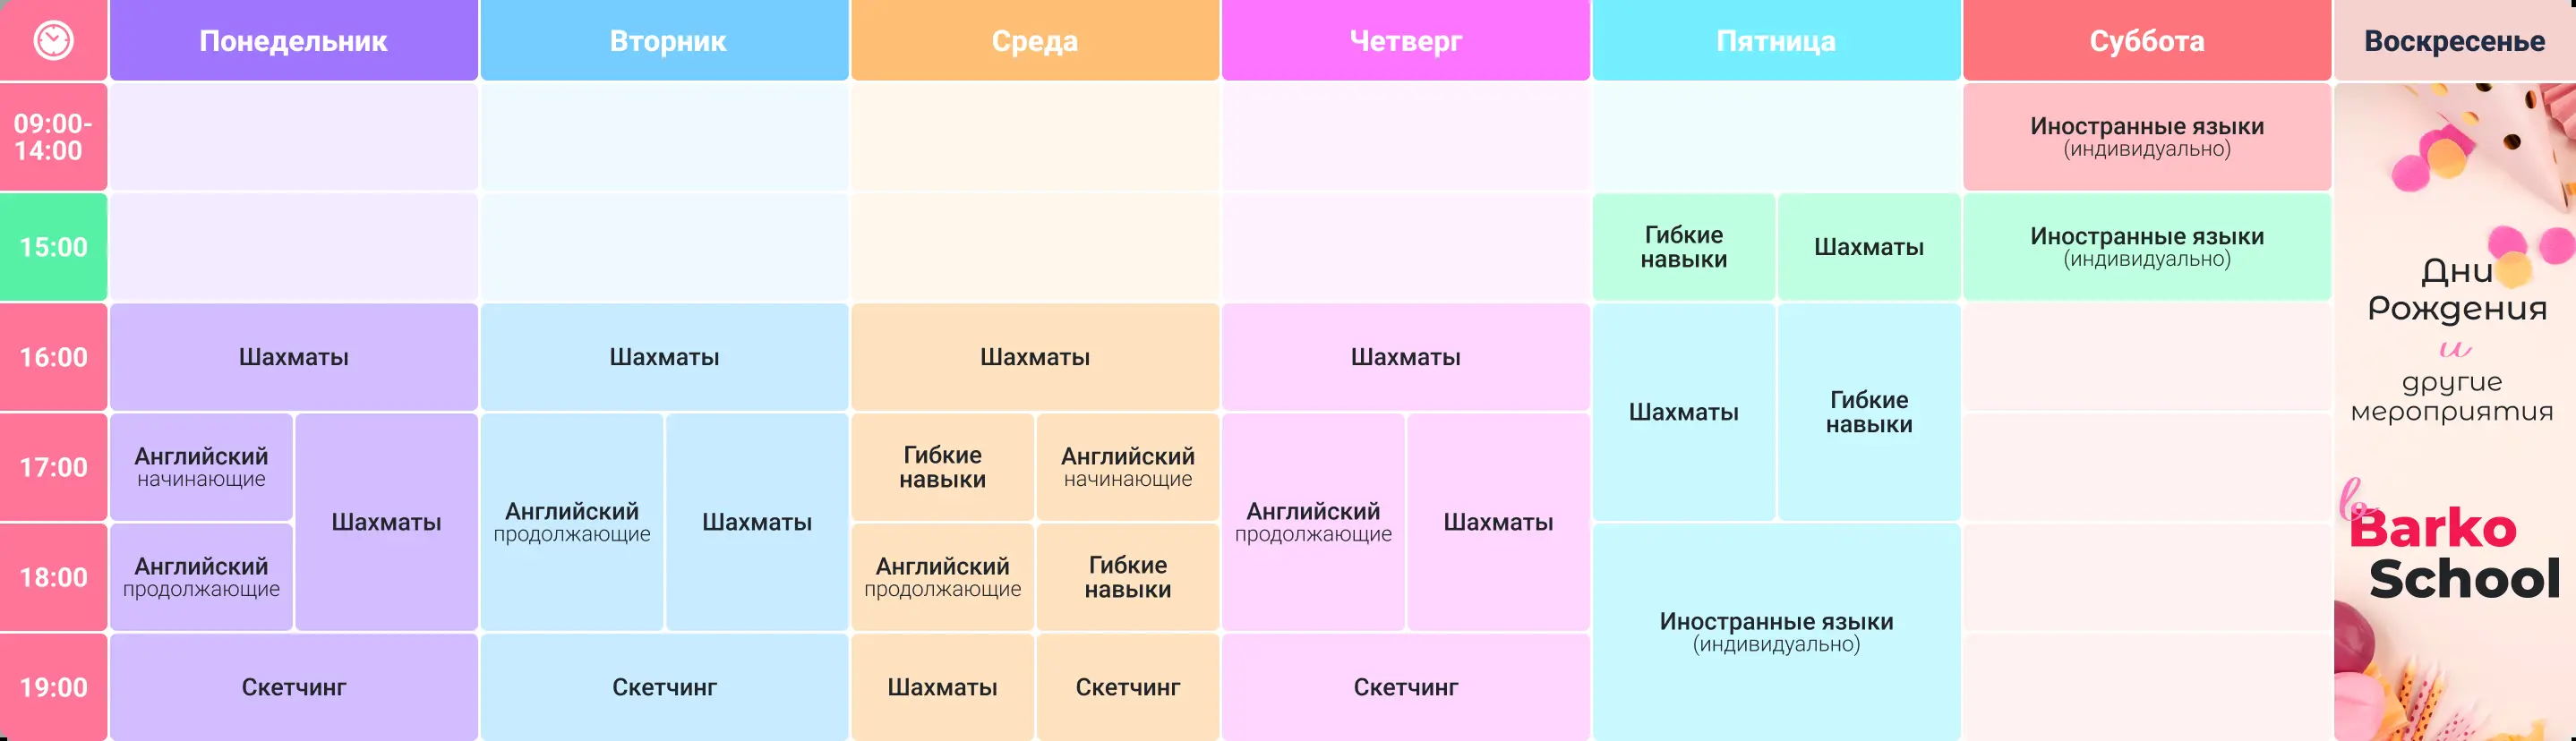 Понедельник
Вторник
Среда
Четверг
Пятница
Суббота
Воскресенье
09:00-
14:00
Иностранные языки
(индивидуально)
15:00
Гибкие
навыки
Шахматы
Иностранные языки
(индивидуально)
16:00
Шахматы
Шахматы
Шахматы
Шахматы
Шахматы
Гибкие
навыки
17:00
Английский
начинающие
Шахматы
Английский
продолжающие
Шахматы
Гибкие
навыки
Английский
начинающие
Английский
продолжающие
Шахматы
18:00
Английский
продолжающие
Английский
продолжающие
Гибкие
навыки
Иностранные языки
(индивидуально)
19:00
Скетчинг
Скетчинг
Шахматы
Скетчинг
Скетчинг
Дни
Рождения
и
другие
мероприятия
в
Barko
School